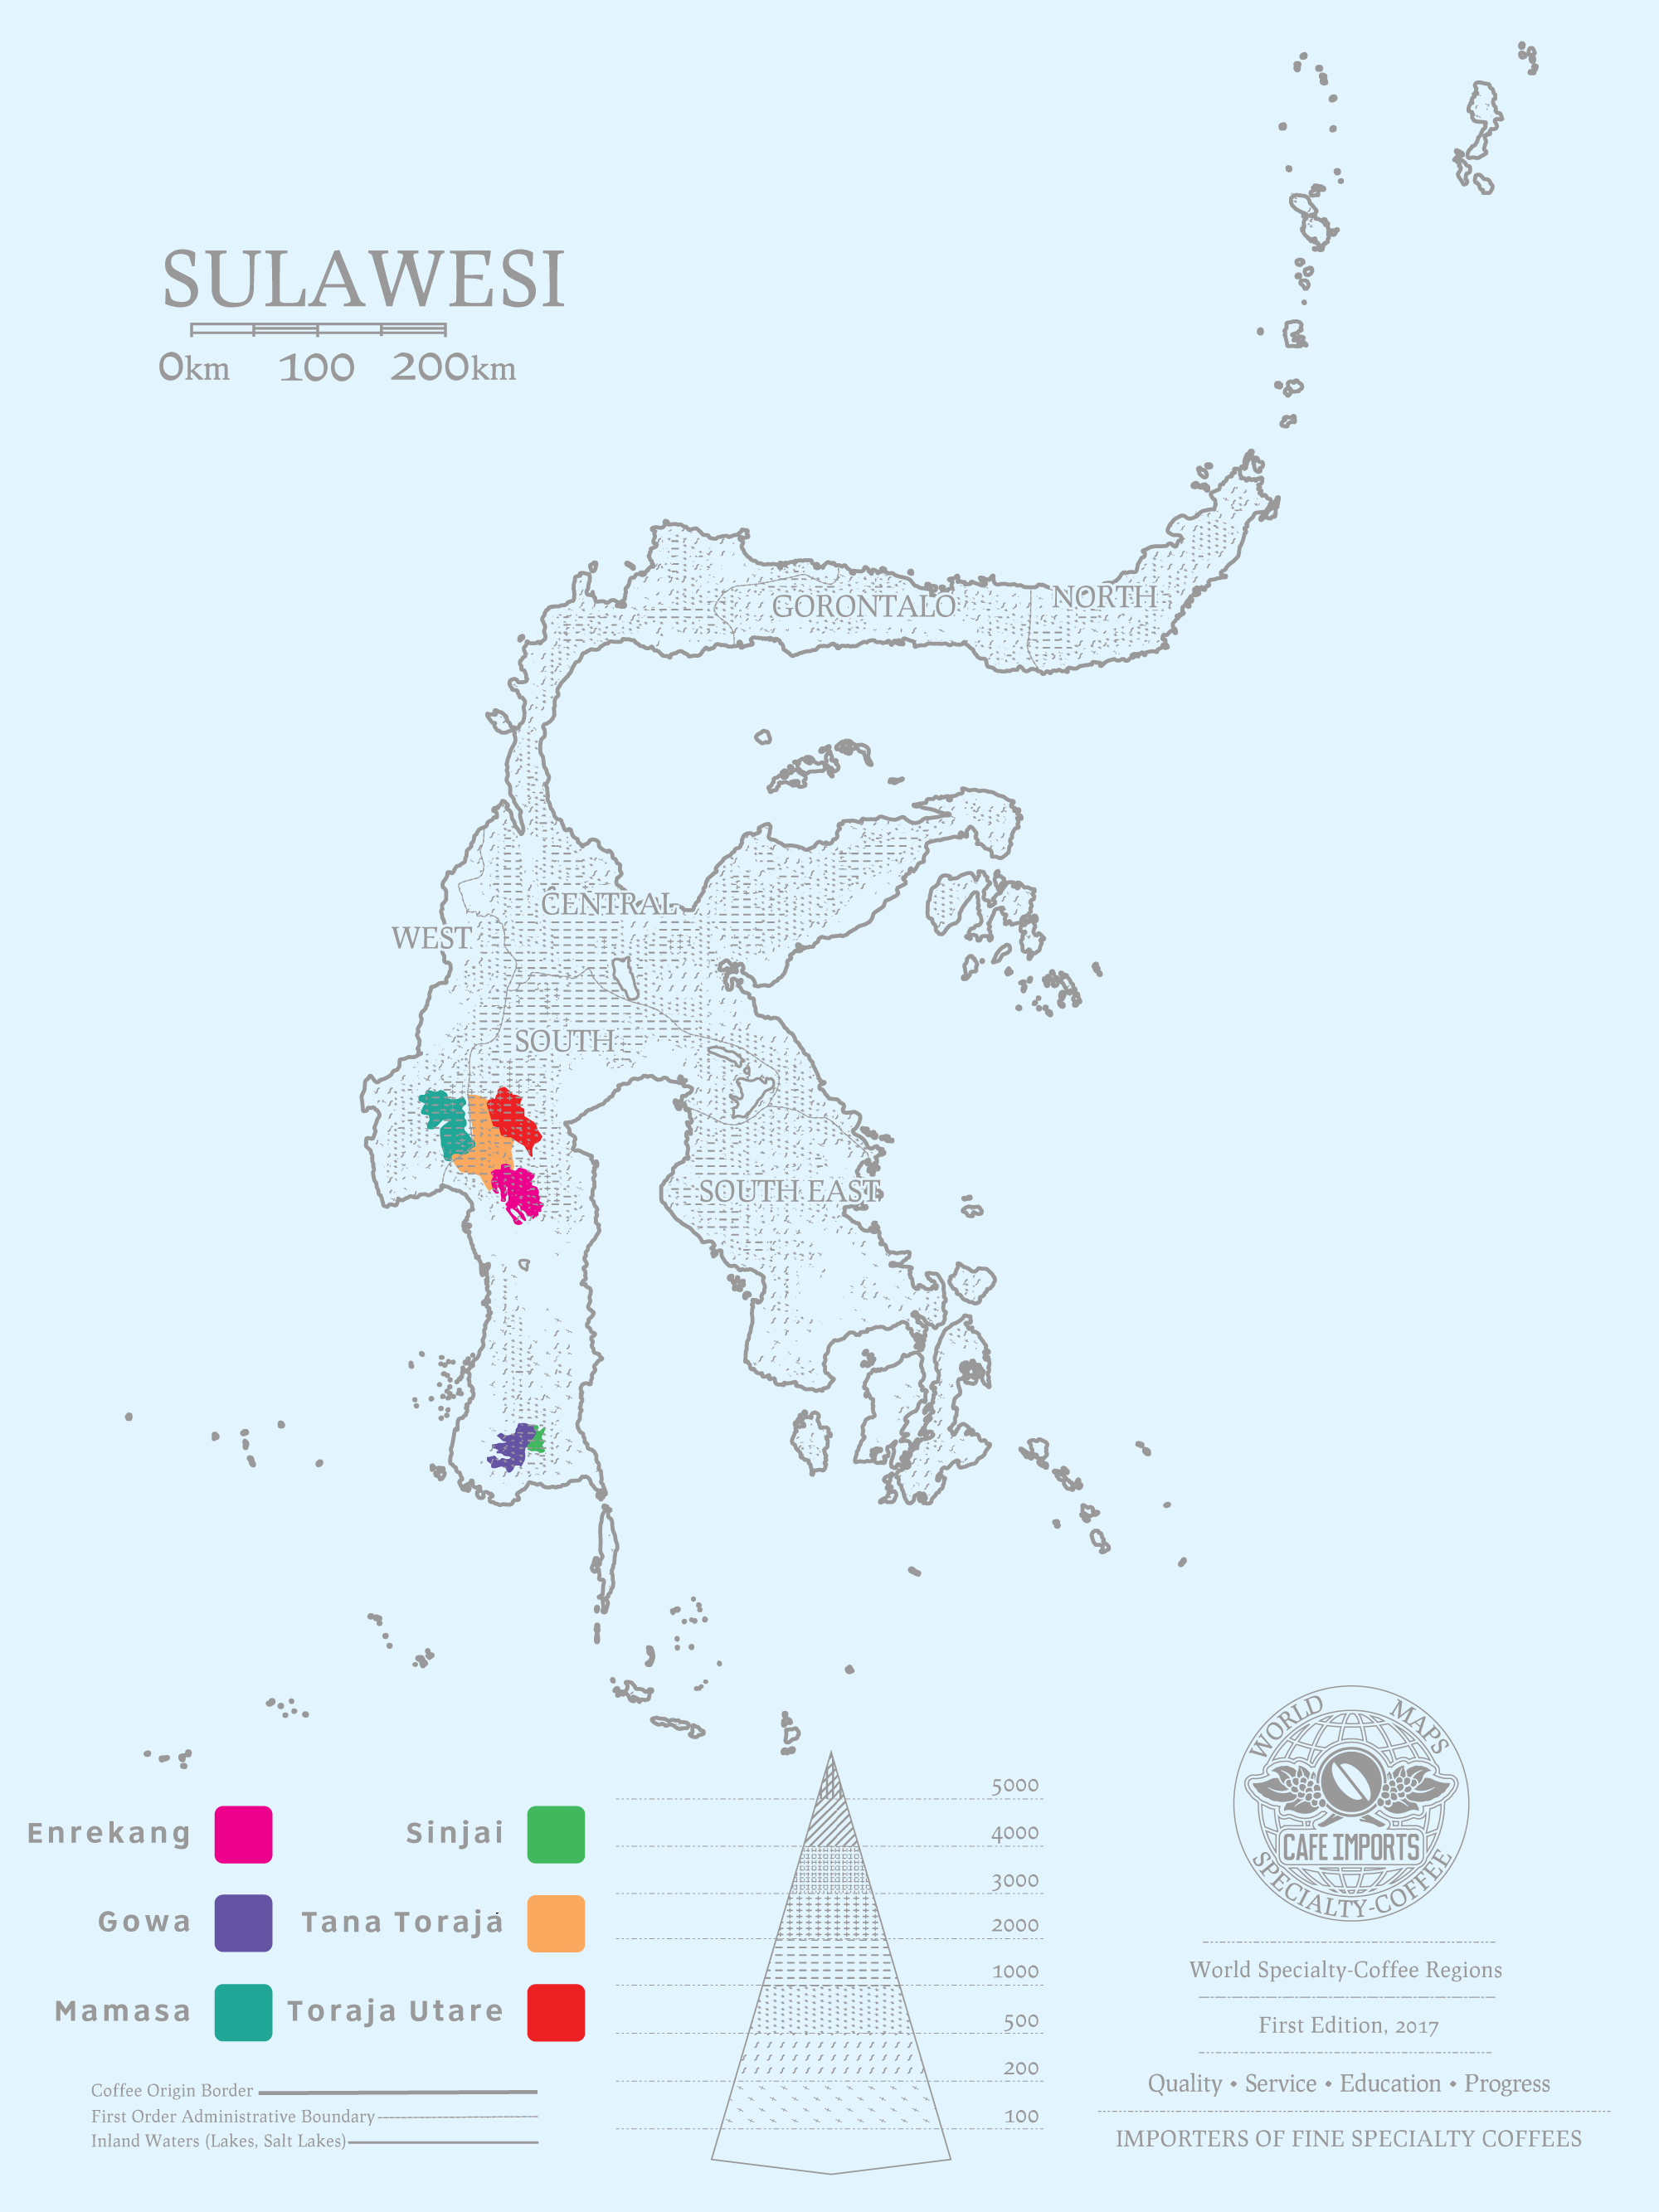 SULAWESI
0km 100 200km
GORONTALO
NORTH
CENTRAL
WEST
SOUTH
SOUTH EAST
Enrekang
Sinjai
Gowa
Tana Toraja
Mamasa
Toraja Utare
Coffee Origin Border
First Order Administrative Boundary
Inland Waters (Lakes, Salt Lakes)
5000
4000
3000
2000
1000
500
200
100
WORLD MAPS
CAFE IMPORTS
SPECIALTY-COFFEE
World Specialty-Coffee Regions
First Edition, 2017
Quality • Service • Education • Progress
IMPORTERS OF FINE SPECIALTY COFFEES